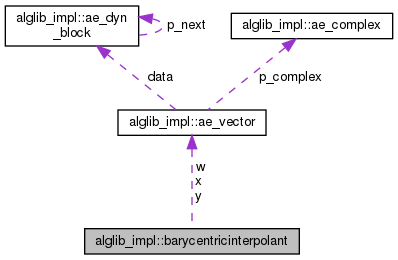 alglib_impl::ae_dyn
_block
p_next
alglib_impl::ae_complex
data
p_complex
alglib_impl::ae_vector
w
x
y
alglib_impl::barycentricinterpolant